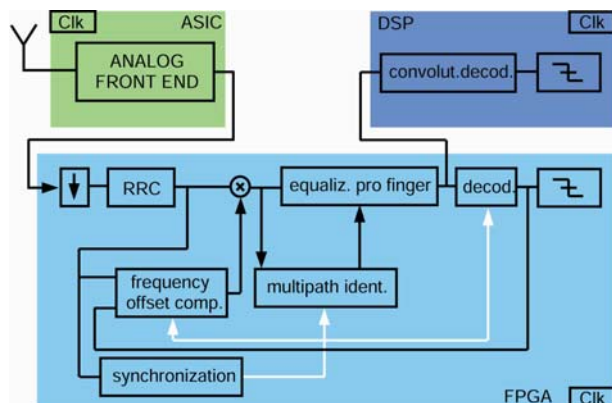 Clk
ASIC
ANALOG
FRONT END
DSP
Clk
convolut.decod.
RRC
equaliz. pro finger
decod.
frequency
offset comp.
multipath ident.
synchronization
FPGA
Clk